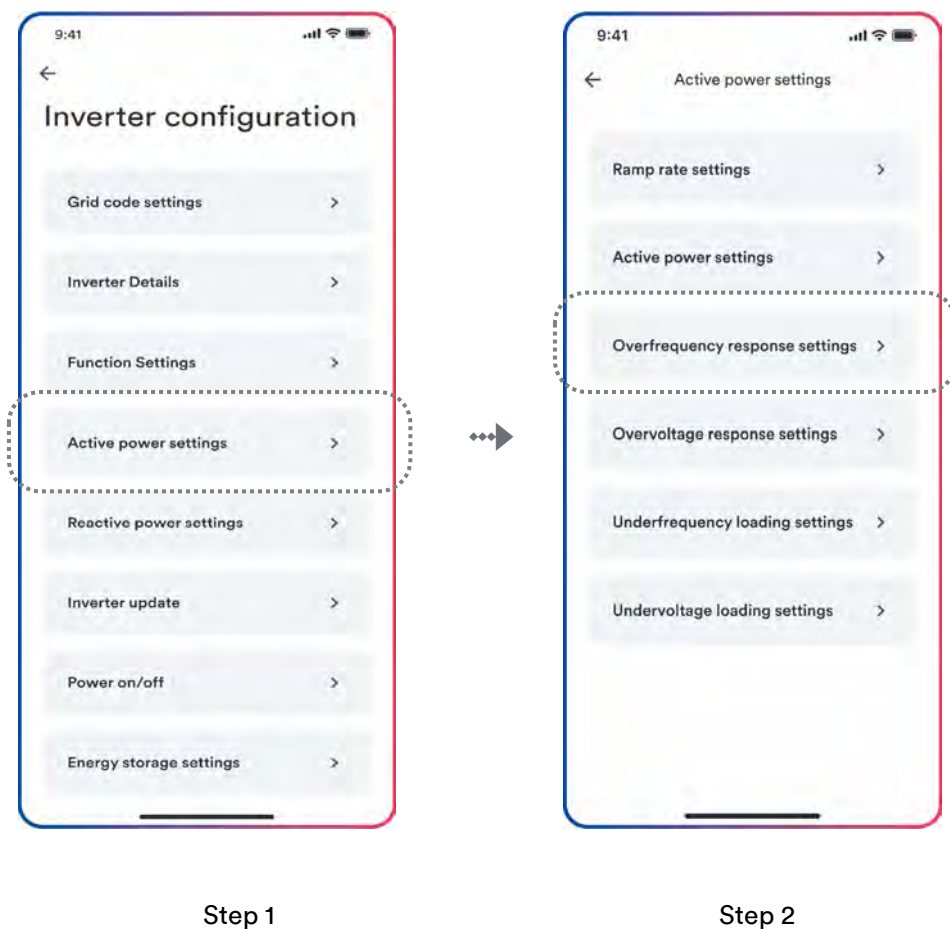 9:41
Inverter configuration
Grid code settings
Inverter Details
Function Settings
Active power settings
Reactive power settings
Inverter update
Power on/off
Energy storage settings
Step 1
9:41
Active power settings
Ramp rate settings
Active power settings
Overfrequency response settings
Overvoltage response settings
Underfrequency loading settings
Undervoltage loading settings
Step 2